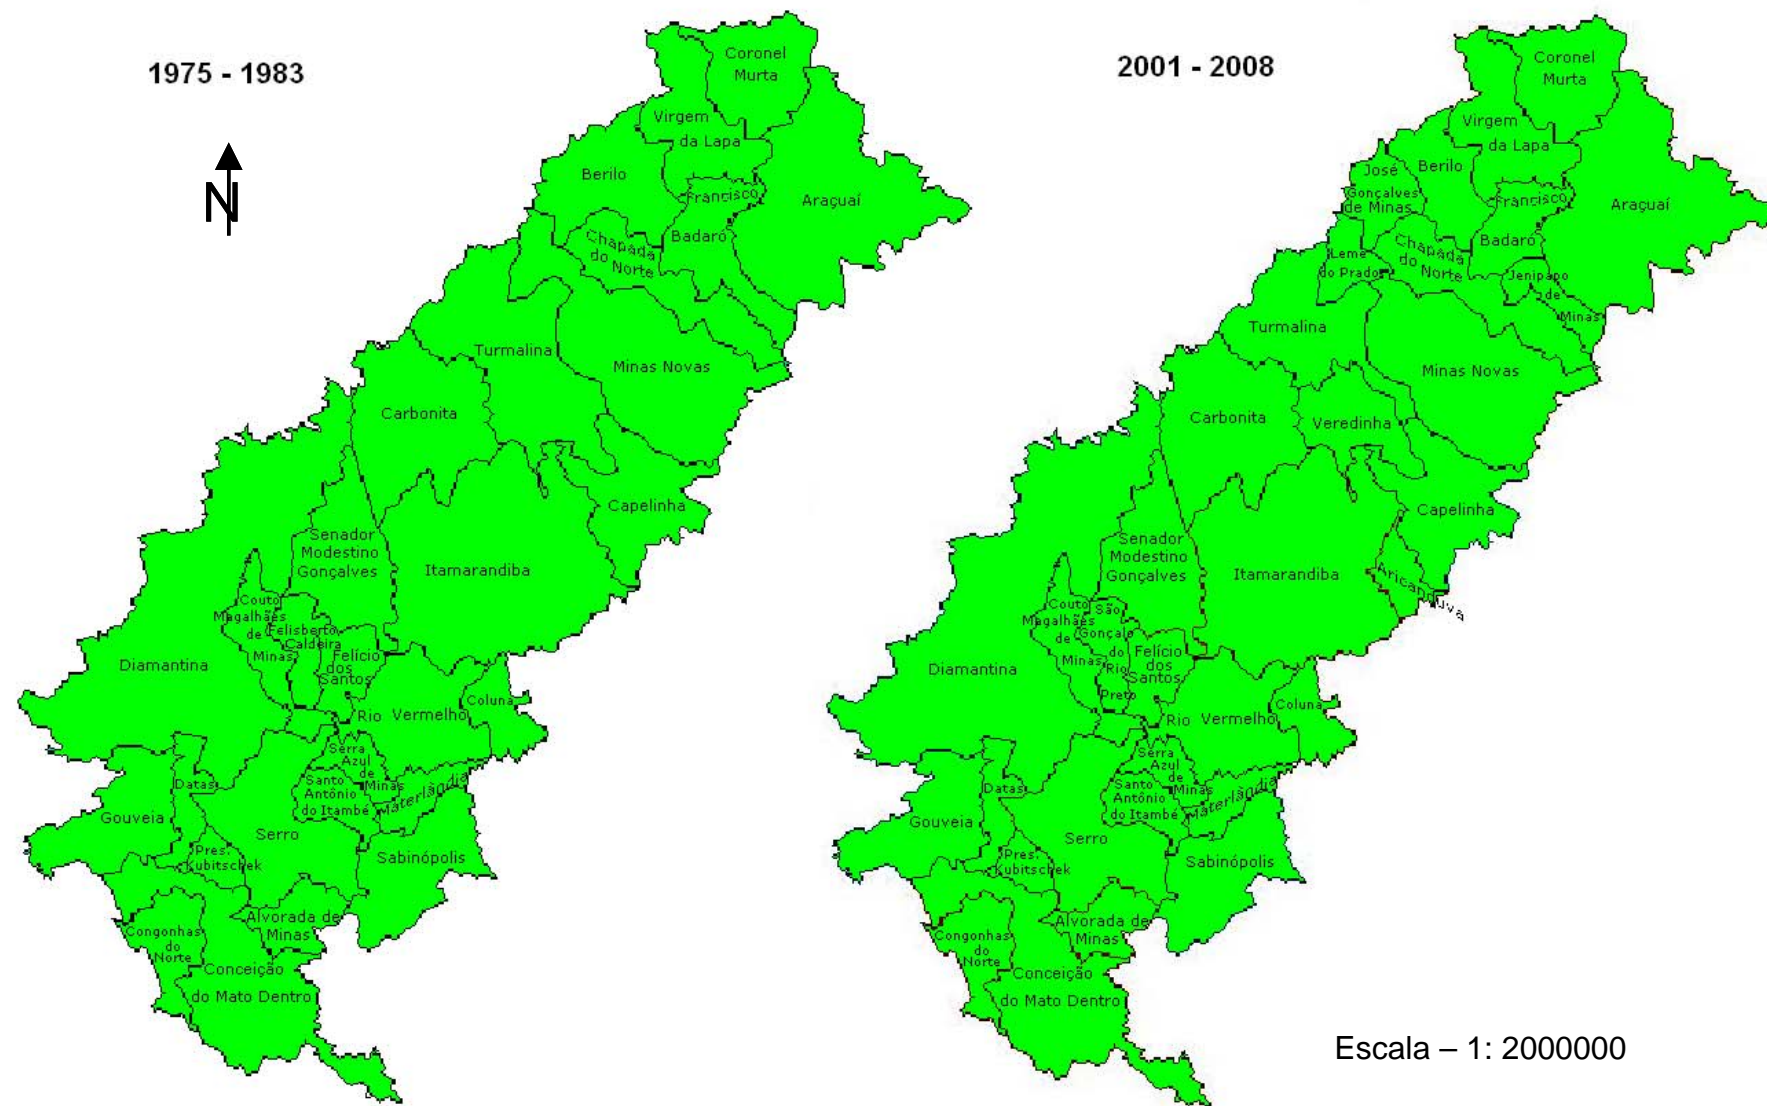 1975 - 1983
N
Coronel
Murta
Virgem
da Lapa
Berilo
Francisco
Badaró
Araçuaí
Chapada
do Norte
Turmalina
Minas Novas
Carbonita
Capelinha
Senador
Modestino
Gonçalves
Itamarandiba
Couto
Magalhães
de
Minas
Felisberto
Caldeira
Felício
dos
Santos
Diamantina
Coluna
Rio Vermelho
Serra
Azul
de
Minas
Datas
Santo
Antônio
do Itambé
Materlândia
Gouveia
Serro
Pres.
Kubitschek
Sabinópolis
Alvorada de
Minas
Congonhas
do
Norte
Conceição
do Mato Dentro
2001 - 2008
Coronel
Murta
Virgem
da Lapa
José
Gonçalves
de Minas
Berilo
Francisco
Badaró
Araçuaí
Leme
do Prado
Chapada
do Norte
Jenipapo
de
Minas
Turmalina
Minas Novas
Carbonita
Veredinha
Capelinha
Senador
Modestino
Gonçalves
Itamarandiba
Aricanduva
Couto
Magalhães
de
Minas
São
Gonçalo
do
Rio
Preto
Felício
dos
Santos
Diamantina
Coluna
Rio Vermelho
Serra
Azul
de
Minas
Datas
Santo
Antônio
do Itambé
Materlândia
Gouveia
Serro
Pres.
Kubitschek
Sabinópolis
Alvorada de
Minas
Congonhas
do
Norte
Conceição
do Mato Dentro
Escala – 1: 2000000